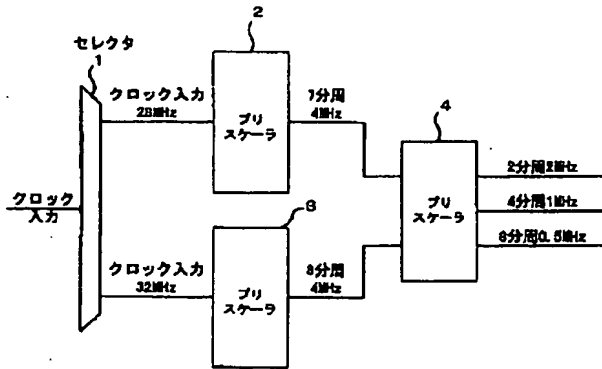 セレクタ
1
クロック
入力
クロック入力
28MHz
2
プリ
スケーラ
7分周
4MHz
クロック入力
32MHz
3
プリ
スケーラ
8分周
4MHz
4
プリ
スケーラ
2分周2MHz
4分周1MHz
8分周0.5MHz